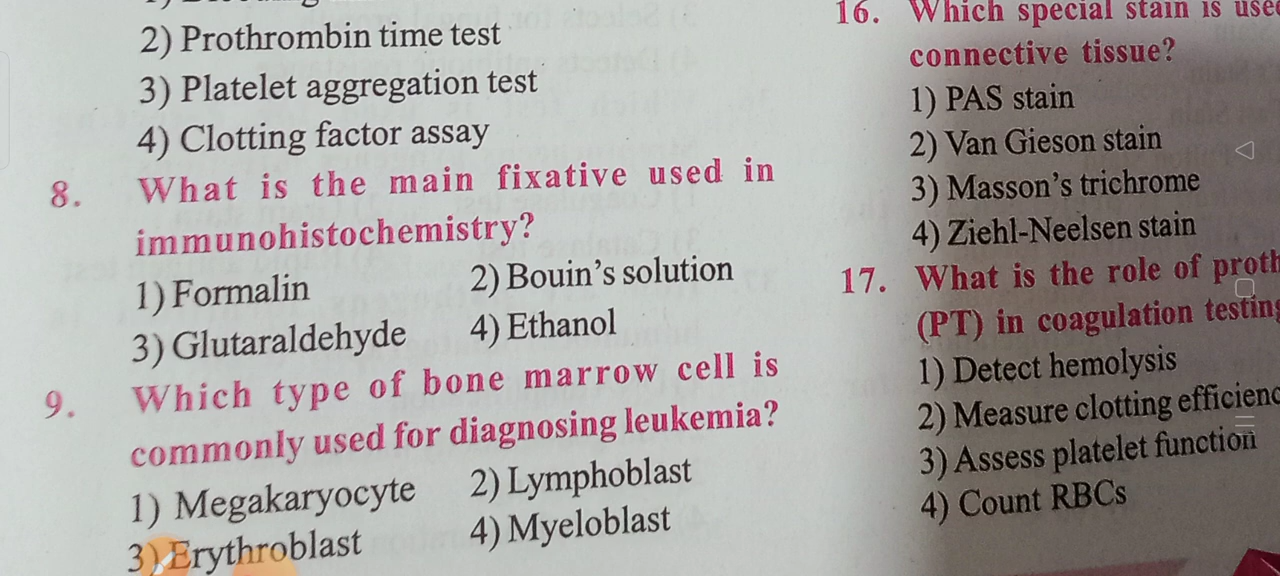 2) Prothrombin time test
3) Platelet aggregation test
4) Clotting factor assay
8. What is the main fixative used in
immunohistochemistry?
1) Formalin 2) Bouin's solution
3) Glutaraldehyde 4) Ethanol
9. Which type of bone marrow cell is
commonly used for diagnosing leukemia?
1) Megakaryocyte 2) Lymphoblast
3) Erythroblast 4) Myeloblast
16. Which special stain is
connective tissue?
1) PAS stain
2) Van Gieson stain
3) Masson's trichrome
4) Ziehl-Neelsen stain
17. What is the role of
(PT) in coagulation
1) Detect hemolysis
2) Measure clotting
3) Assess platelet function
4) Count RBCs